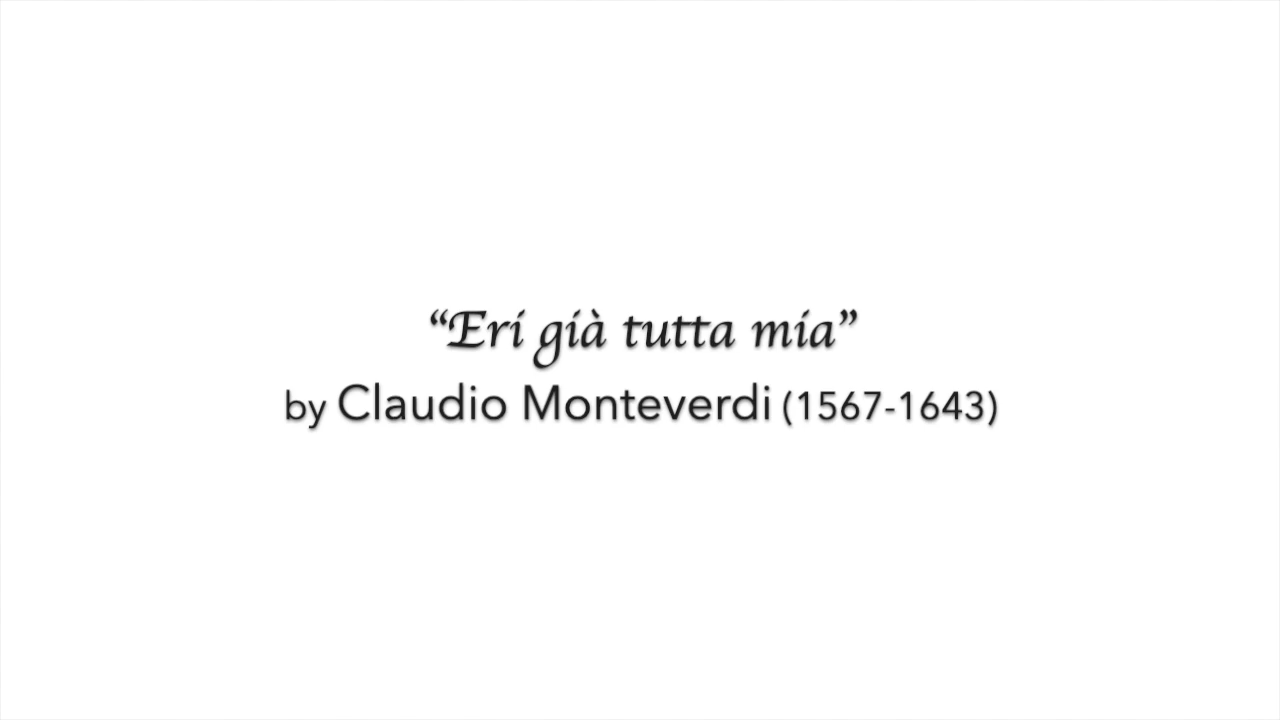 “Eri già tutta mia”
by Claudio Monteverdi (1567-1643)